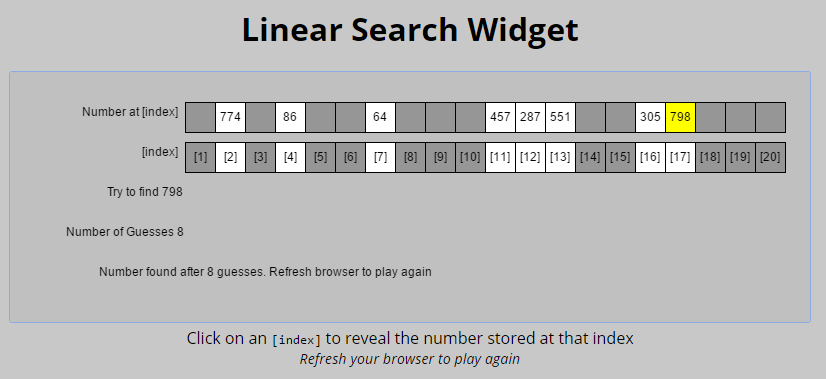 Linear Search Widget
Number at [index] 774 86 64 457 287 551 305 798
[index] [1] [2] [3] [4] [5] [6] [7] [8] [9] [10] [11] [12] [13] [14] [15] [16] [17] [18] [19] [20]
Try to find 798
Number of Guesses 8
Number found after 8 guesses. Refresh browser to play again
Click on an [index] to reveal the number stored at that index
Refresh your browser to play again